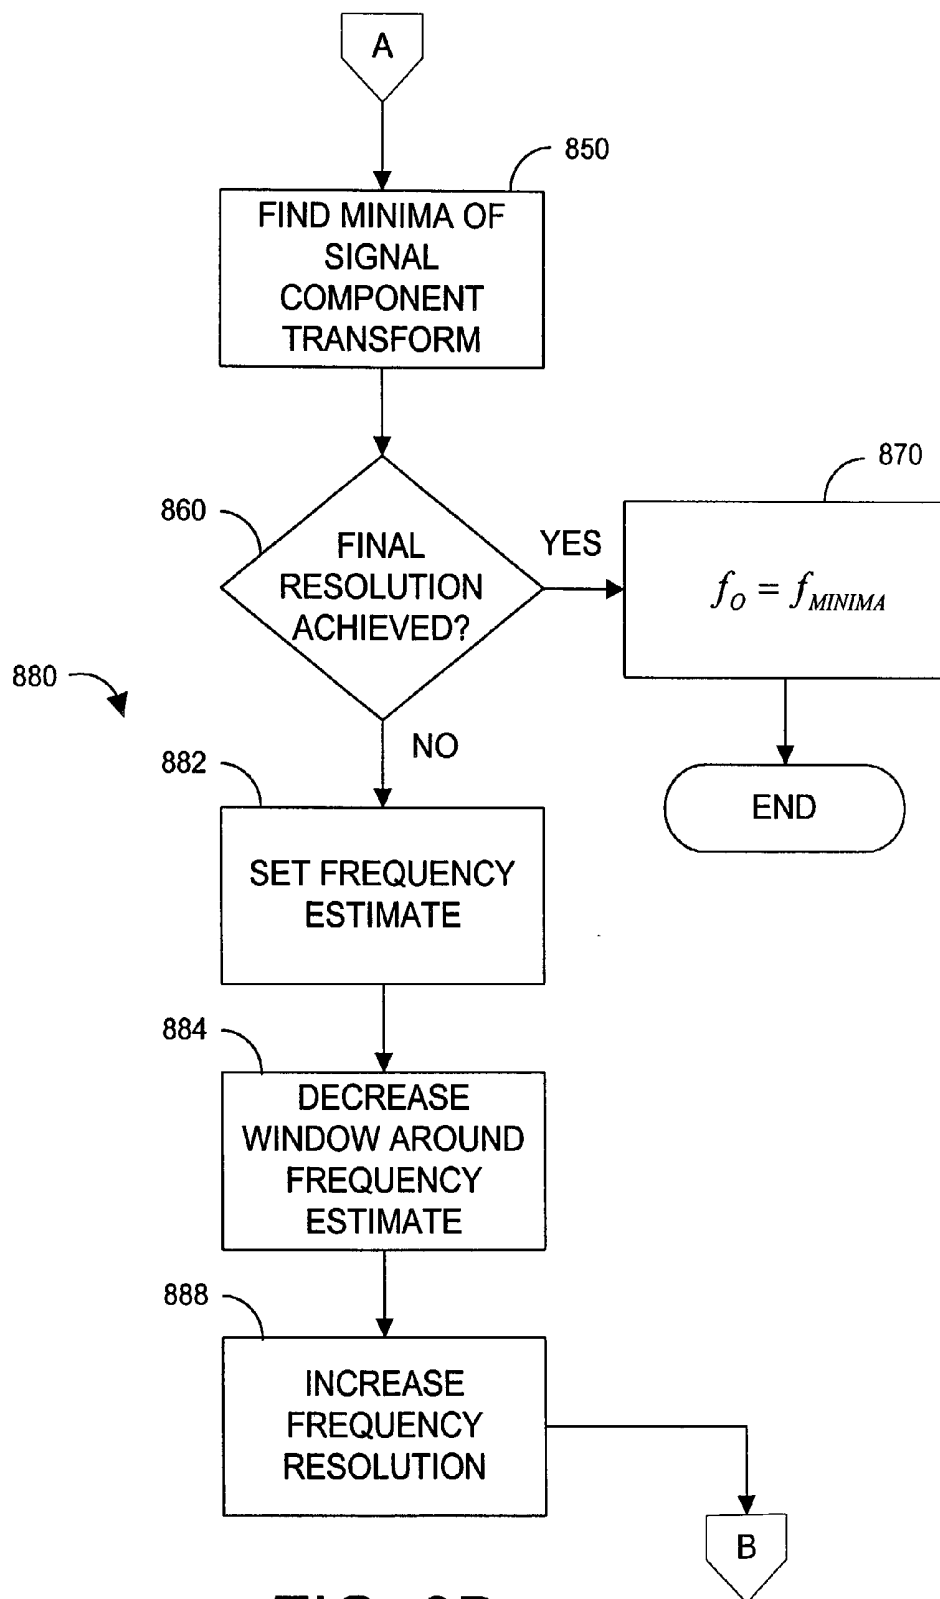 A
850
FIND MINIMA OF
SIGNAL
COMPONENT
TRANSFORM
870
860
FINAL
RESOLUTION
ACHIEVED?
YES
f_O = f_MINIMA
880
NO
882
END
SET FREQUENCY
ESTIMATE
884
DECREASE
WINDOW AROUND
FREQUENCY
ESTIMATE
888
INCREASE
FREQUENCY
RESOLUTION
B